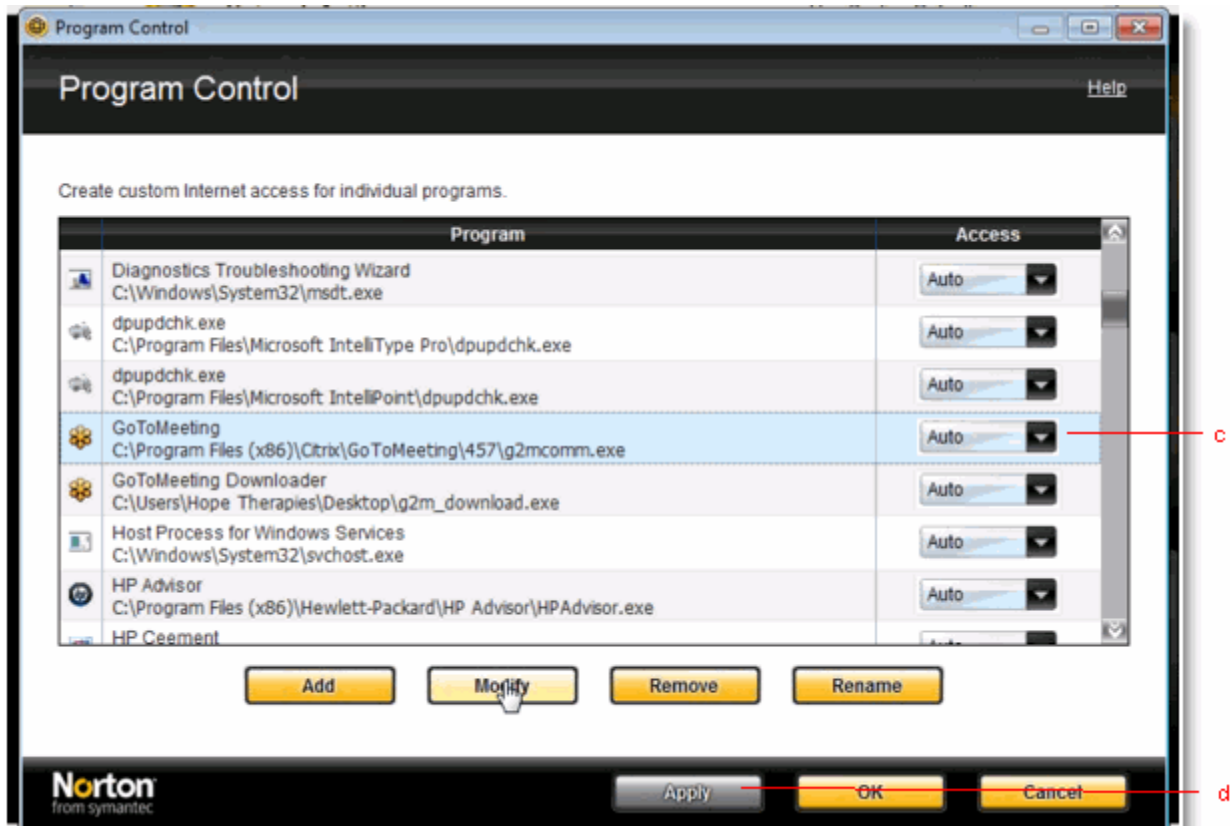 Program Control
Program Control
Help
Create custom Internet access for individual programs.
Program Access
Diagnostics Troubleshooting Wizard
C:\Windows\System32\msdt.exe
Auto
dpupdchk.exe
C:\Program Files\Microsoft IntelliType Pro\dpupdchk.exe
Auto
dpupdchk.exe
C:\Program Files\Microsoft IntelliPoint\dpupdchk.exe
Auto
GoToMeeting
C:\Program Files (x86)\Citrix\GoToMeeting\457\g2mcomm.exe
Auto
c
GoToMeeting Downloader
C:\Users\Hope Therapies\Desktop\g2m_download.exe
Auto
Host Process for Windows Services
C:\Windows\System32\svchost.exe
Auto
HP Advisor
C:\Program Files (x86)\Hewlett-Packard\HP Advisor\HPAdvisor.exe
Auto
HP Ceement
Add Modify Remove Rename
Norton
from symantec
Apply OK Cancel
d